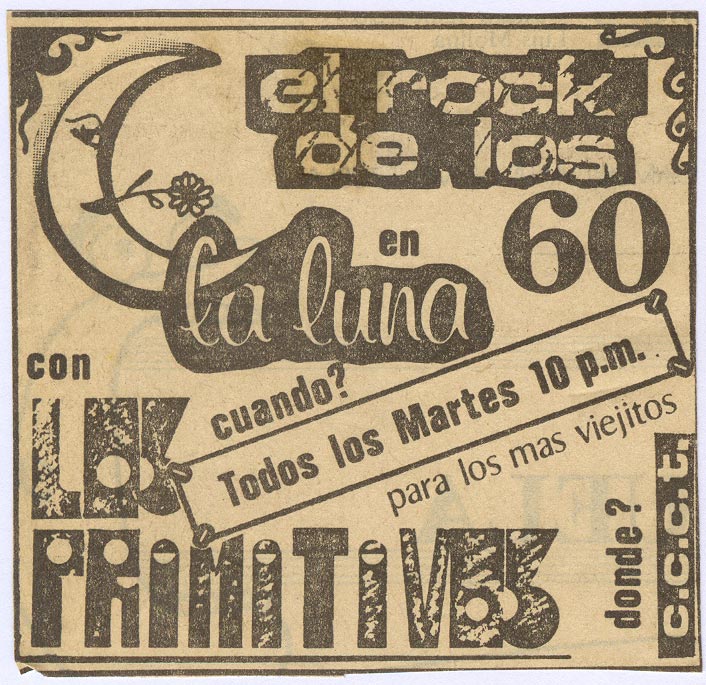 el rock
de los
60
en
la luna
con
LOS
PRIMITIVOS
cuando?
Todos los Martes 10 p.m.
para los mas viejitos
donde?
c.c.c.t.